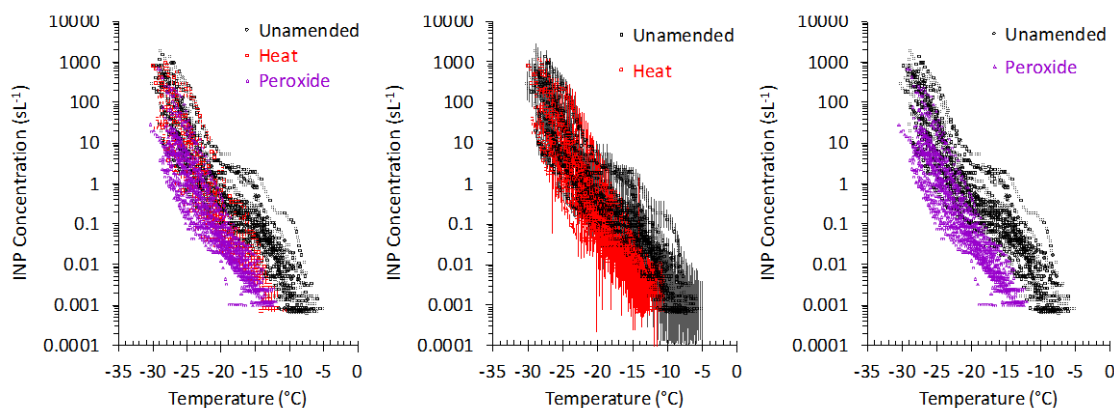 INP Concentration (sL⁻¹)
10000
1000
100
10
1
0.1
0.01
0.001
0.0001
Unamended
Heat
Peroxide
-35 -30 -25 -20 -15 -10 -5 0
Temperature (°C)
INP Concentration (sL⁻¹)
10000
1000
100
10
1
0.1
0.01
0.001
0.0001
Unamended
Heat
-35 -30 -25 -20 -15 -10 -5 0
Temperature (°C)
INP Concentration (sL⁻¹)
10000
1000
100
10
1
0.1
0.01
0.001
0.0001
Unamended
Peroxide
-35 -30 -25 -20 -15 -10 -5 0
Temperature (°C)